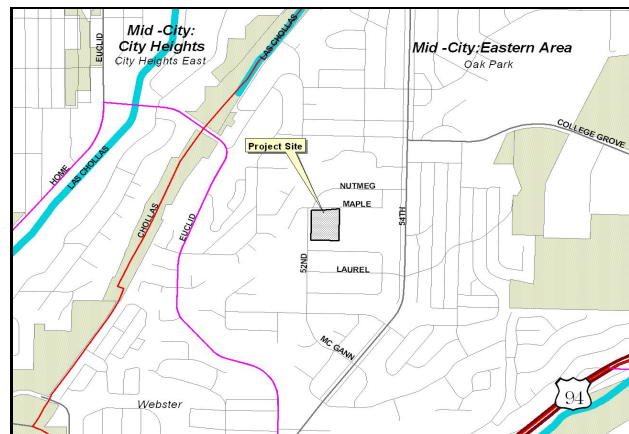 Mid -City:
City Heights
City Heights East
EUCLID
LAS CHOLLAS
Mid -City:Eastern Area
Oak Park
COLLEGE GROVE
Project Site
HOME
LAS CHOLLAS
NUTMEG
MAPLE
CHOLLAS
EUCLID
54TH
52ND
LAUREL
MC GANN
Webster
94